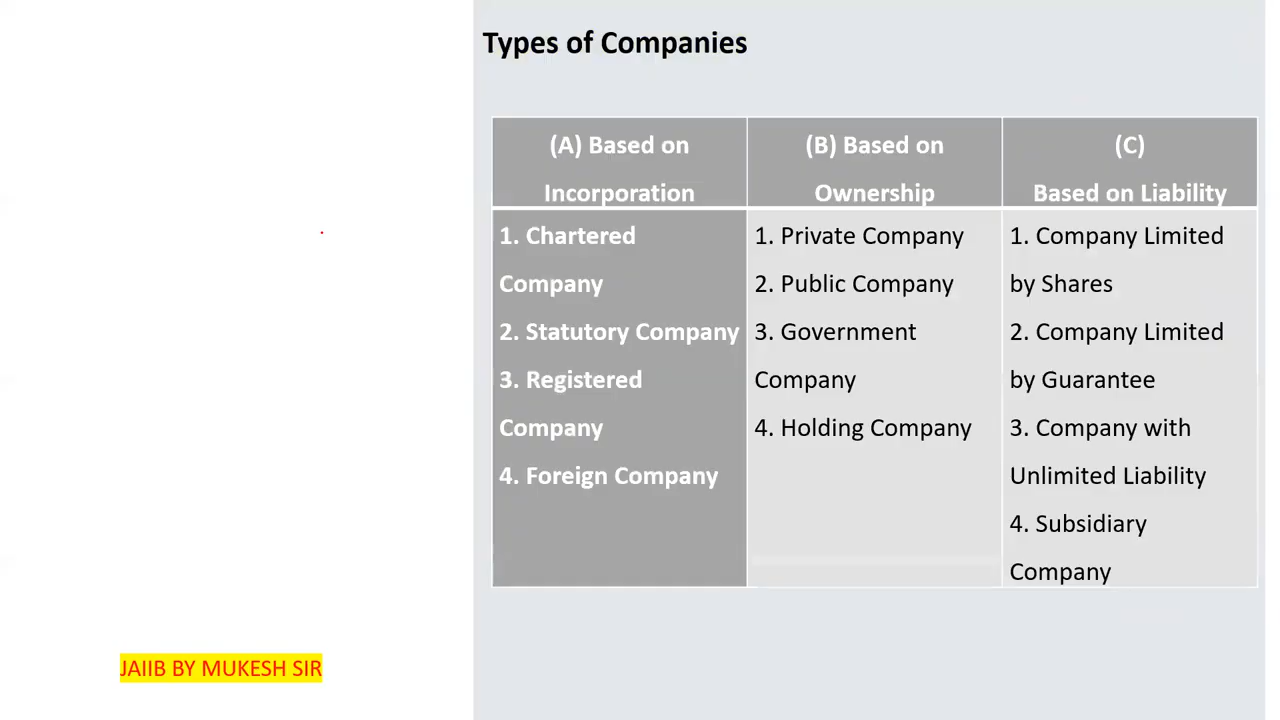 Types of Companies
(A) Based on
Incorporation
(B) Based on
Ownership
(C)
Based on Liability
1. Chartered
Company
2. Statutory Company
3. Registered
Company
4. Foreign Company
1. Private Company
2. Public Company
3. Government
Company
4. Holding Company
1. Company Limited
by Shares
2. Company Limited
by Guarantee
3. Company with
Unlimited Liability
4. Subsidiary
Company
JAIIB BY MUKESH SIR